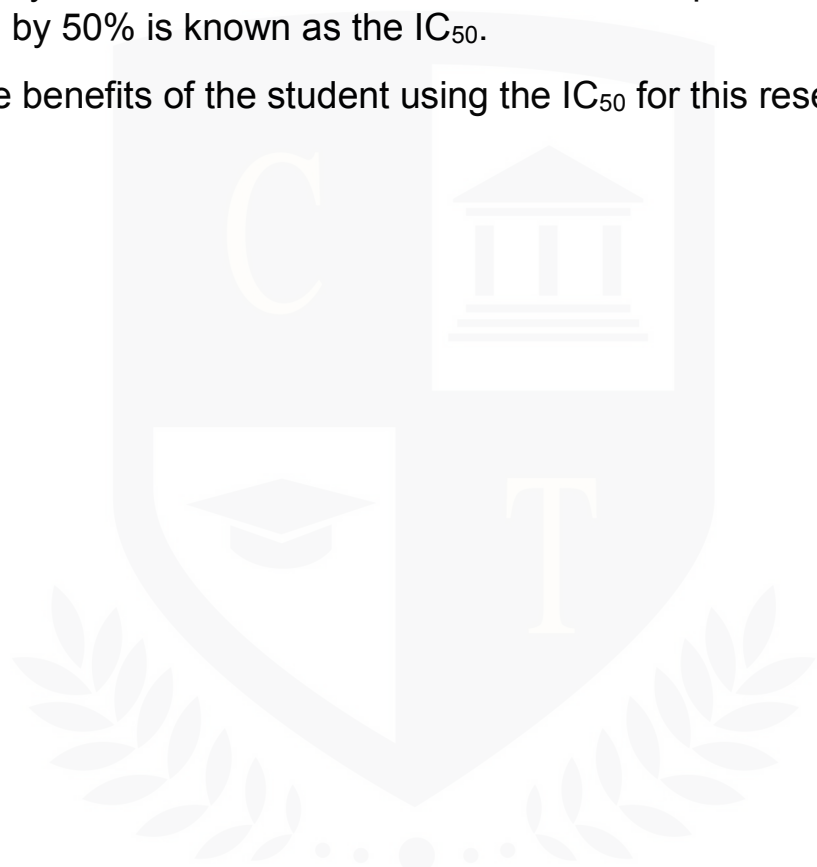 by 50% is known as the IC₅₀.
e benefits of the student using the IC₅₀ for this rese
C
T